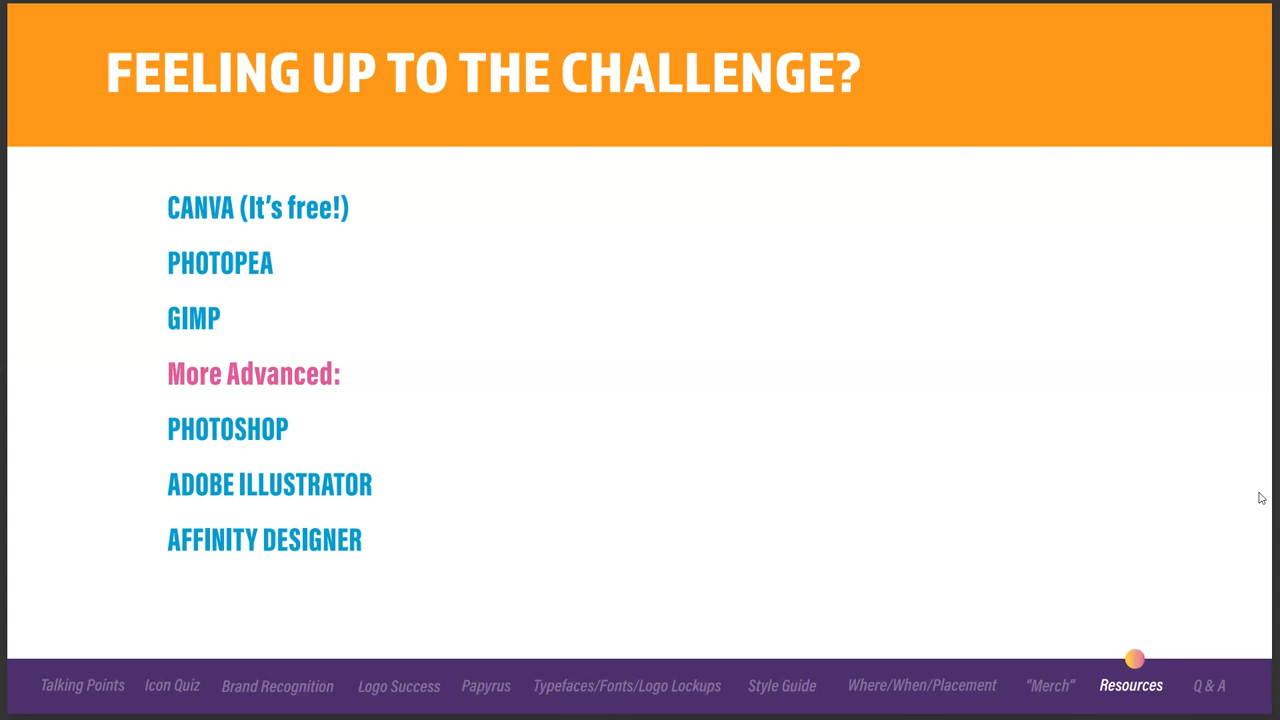 FEELING UP TO THE CHALLENGE?
CANVA (It's free!)
PHOTOPEA
GIMP
More Advanced:
PHOTOSHOP
ADOBE ILLUSTRATOR
AFFINITY DESIGNER
Talking Points Icon Quiz Brand Recognition Logo Success Papyrus Typefaces/Fonts/Logo Lockups Style Guide Where/When/Placement “Merch” Resources Q & A